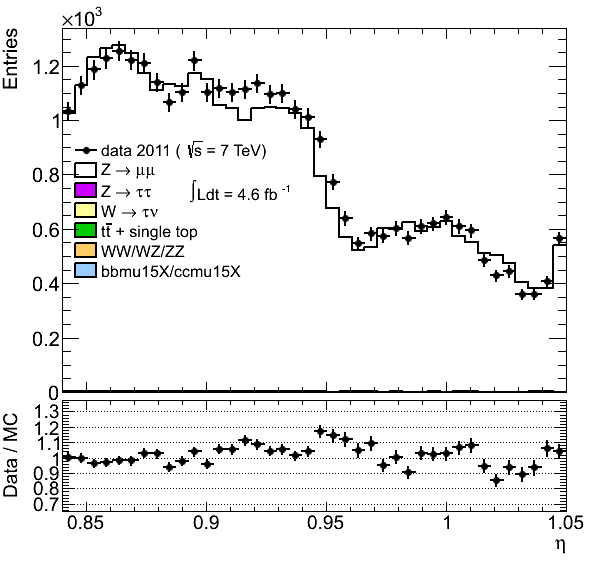 ×10³
Entries
1.2
1
0.8
0.6
0.4
0.2
0
data 2011 ( √s = 7 TeV)
Z → μμ
Z → ττ
∫Ldt = 4.6 fb⁻¹
W → τν
tt̄ + single top
WW/WZ/ZZ
bbmu15X/ccmu15X
Data / MC
1.3
1.2
1.1
1
0.9
0.8
0.7
0.85 0.9 0.95 1 1.05
η